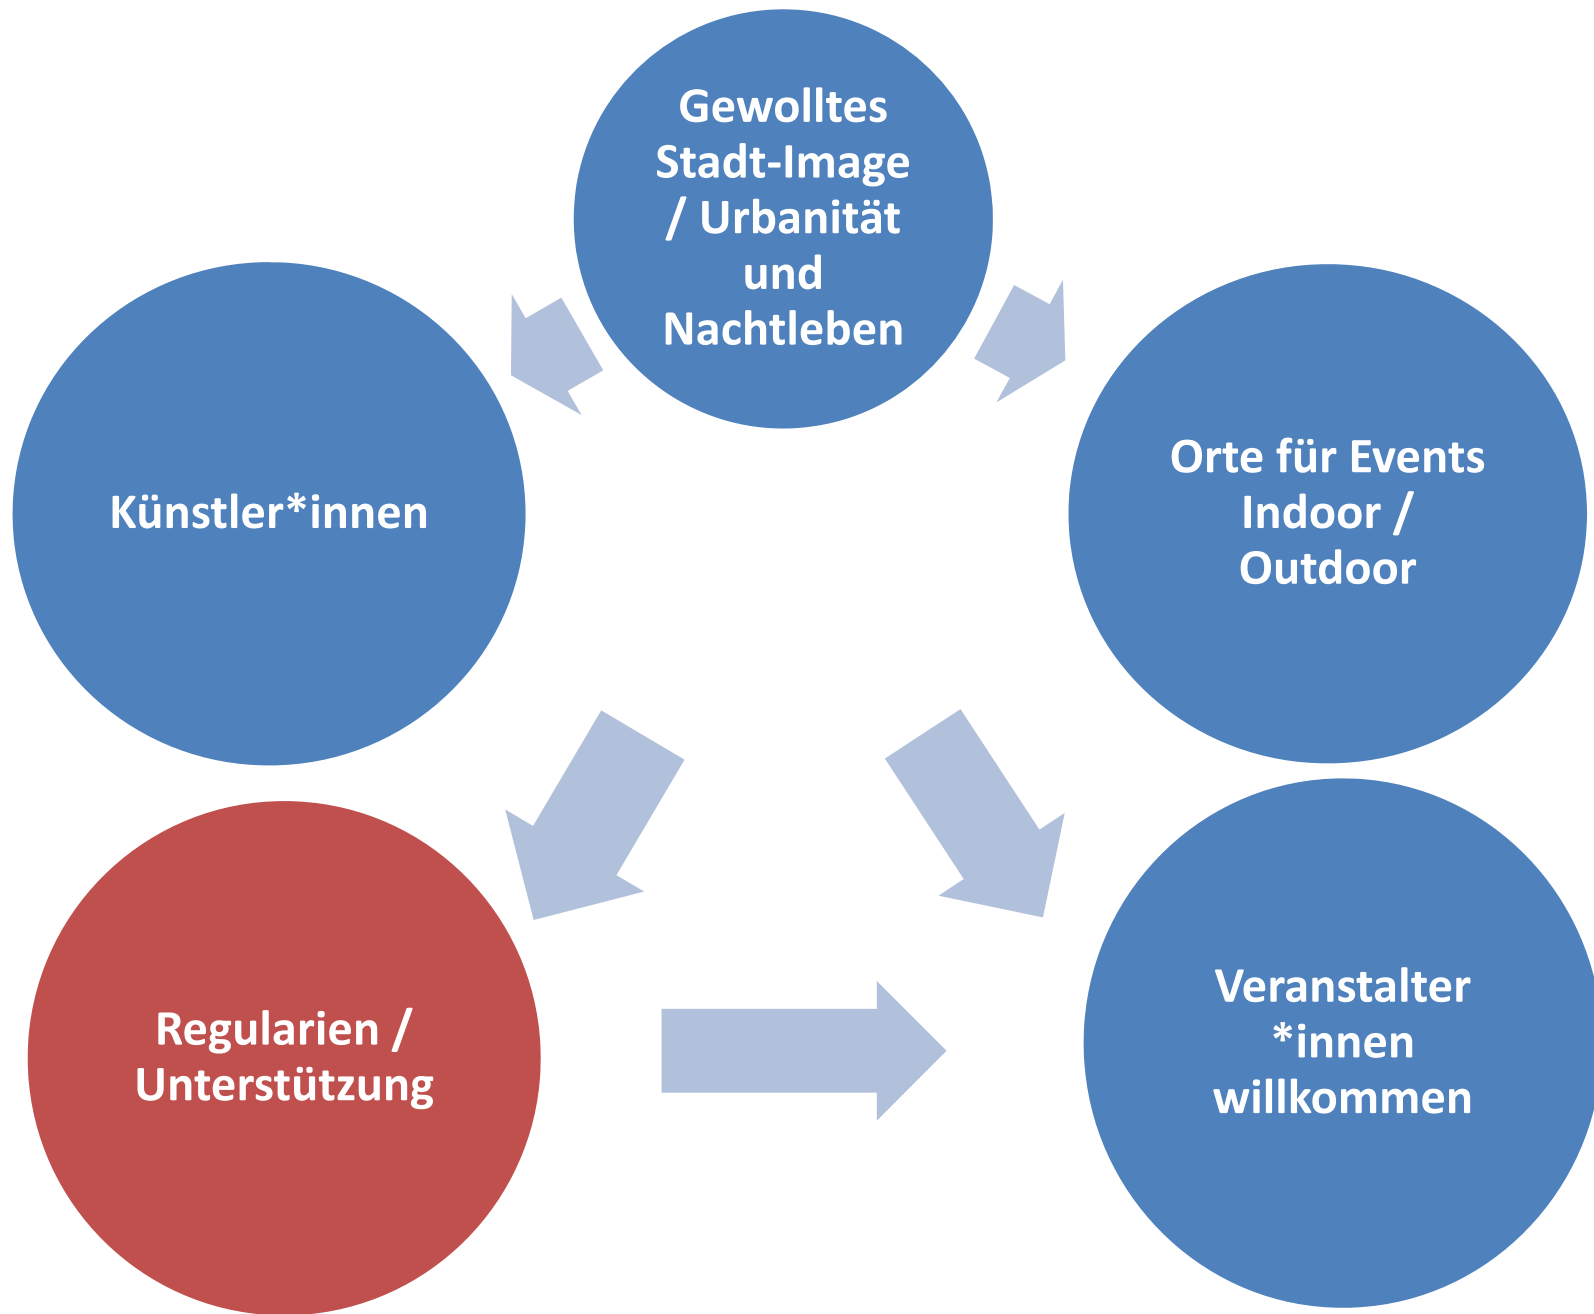 Gewolltes
Stadt-Image
/ Urbanität
und
Nachtleben
Künstler*innen
Orte für Events
Indoor /
Outdoor
Regularien /
Unterstützung
Veranstalter
*innen
willkommen